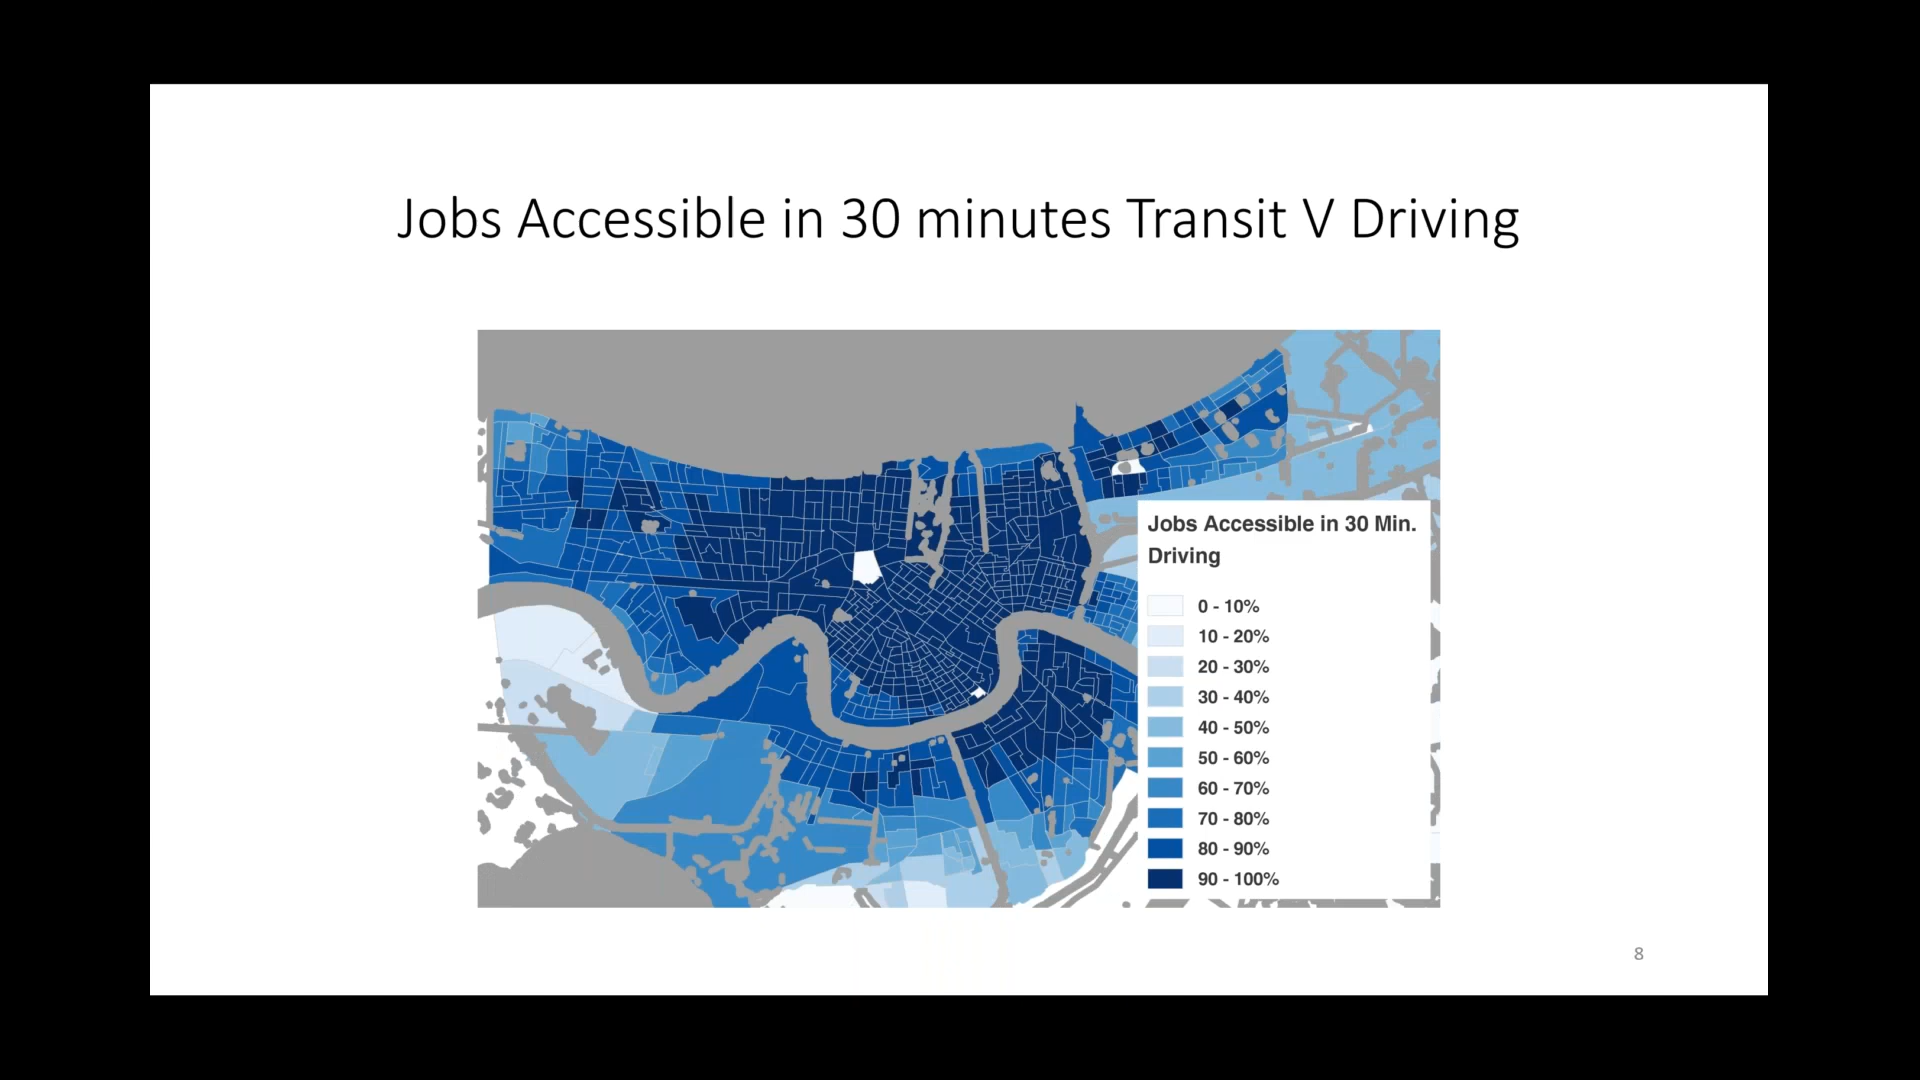 Jobs Accessible in 30 minutes Transit V Driving
Jobs Accessible in 30 Min.
Driving
0 - 10%
10 - 20%
20 - 30%
30 - 40%
40 - 50%
50 - 60%
60 - 70%
70 - 80%
80 - 90%
90 - 100%
8